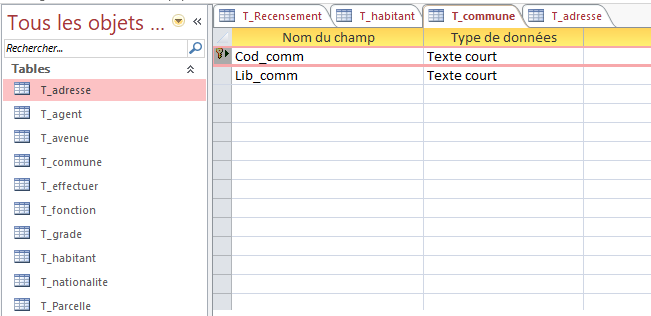 Tous les objets ...
Rechercher...
Tables
T_adresse
T_agent
T_avenue
T_commune
T_effectuer
T_fonction
T_grade
T_habitant
T_nationalite
T_Parcelle
T_Recensement T_habitant T_commune T_adresse
Nom du champ Type de données
Cod_comm Texte court
Lib_comm Texte court